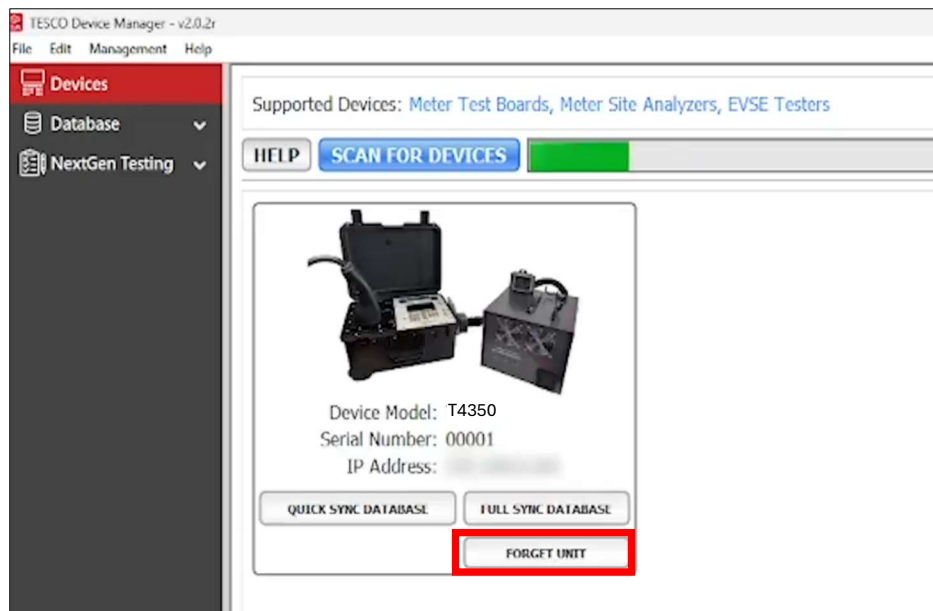 TESCO Device Manager - v2.0.2r
File Edit Management Help
Devices
Database
NextGen Testing
Supported Devices: Meter Test Boards, Meter Site Analyzers, EVSE Testers
HELP SCAN FOR DEVICES
Device Model: T4350
Serial Number: 00001
IP Address:
QUICK SYNC DATABASE FULL SYNC DATABASE
FORGET UNIT